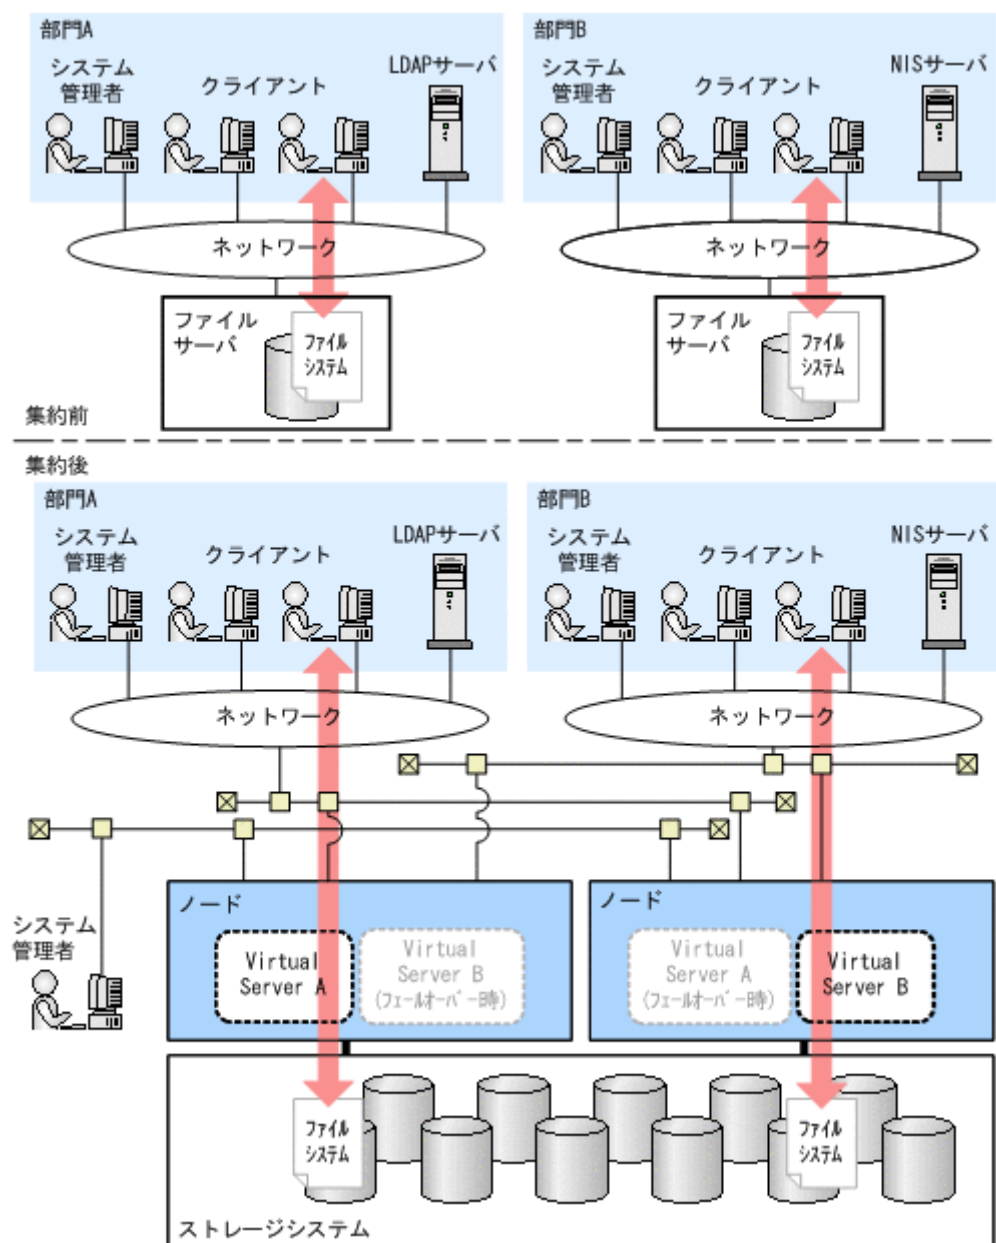 部門A
システム
管理者
クライアント
LDAPサーバ
ネットワーク
ファイル
サーバ
ファイル
システム
部門B
システム
管理者
クライアント
NISサーバ
ネットワーク
ファイル
サーバ
ファイル
システム
集約前
集約後
部門A
システム
管理者
クライアント
LDAPサーバ
ネットワーク
部門B
システム
管理者
クライアント
NISサーバ
ネットワーク
システム
管理者
ノード
Virtual
Server A
Virtual
Server B
(フェールオーバー時)
ノード
Virtual
Server A
(フェールオーバー時)
Virtual
Server B
ファイル
システム
ファイル
システム
ストレージシステム